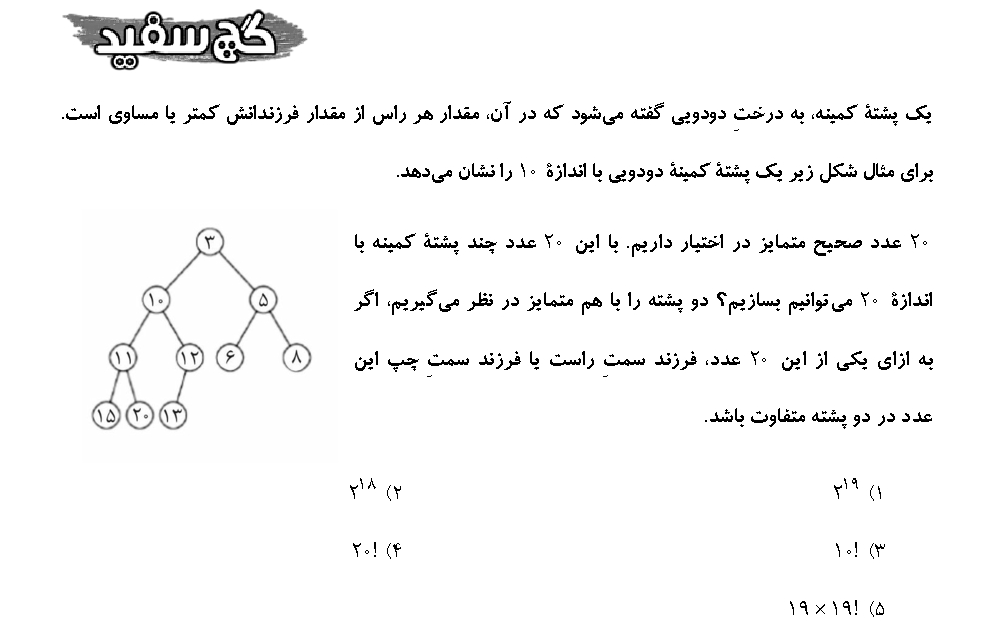 گچ سفید
یک پشتهٔ کمینه، به درختِ دودویی گفته می‌شود که در آن، مقدار هر راس از مقدار فرزندانش کمتر یا مساوی است.
برای مثال شکل زیر یک پشتهٔ کمینهٔ دودویی با اندازهٔ ۱۰ را نشان می‌دهد.
۲۰ عدد صحیح متمایز در اختیار داریم. با این ۲۰ عدد چند پشتهٔ کمینه با
اندازهٔ ۲۰ می‌توانیم بسازیم؟ دو پشته را با هم متمایز در نظر می‌گیریم، اگر
به ازای یکی از این ۲۰ عدد، فرزند سمتِ راست یا فرزند سمتِ چپ این
عدد در دو پشته متفاوت باشد.
۳
۱۰ ۵
۱۱ ۱۲ ۶ ۸
۱۵ ۲۰ ۱۳
۱) ۲^۱۹ ۲) ۲^۱۸
۳) ۱۰! ۴) ۲۰!
۵) ۱۹ × ۱۹!